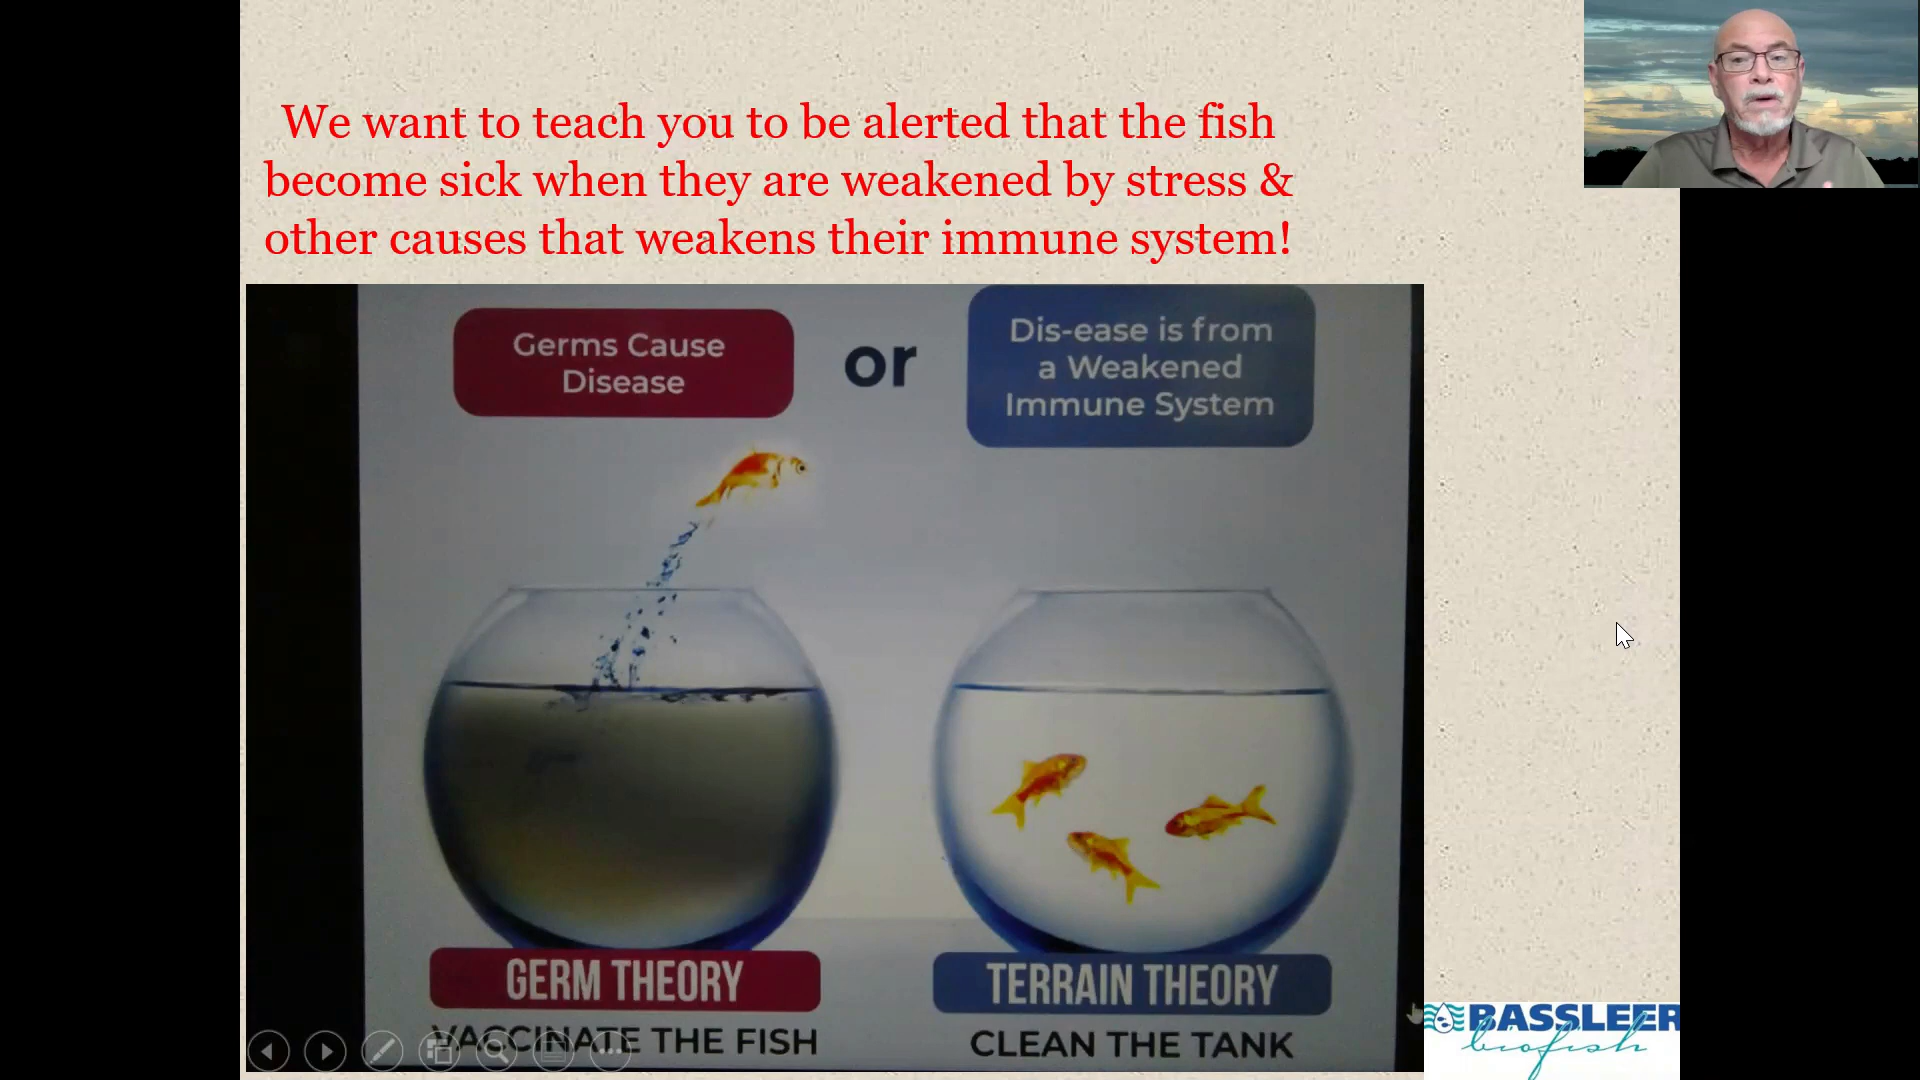 We want to teach you to be alerted that the fish
become sick when they are weakened by stress &
other causes that weakens their immune system!
Germs Cause
Disease
or
Dis-ease is from
a Weakened
Immune System
GERM THEORY
TERRAIN THEORY
VACCINATE THE FISH
CLEAN THE TANK
BASSLEER
biofish